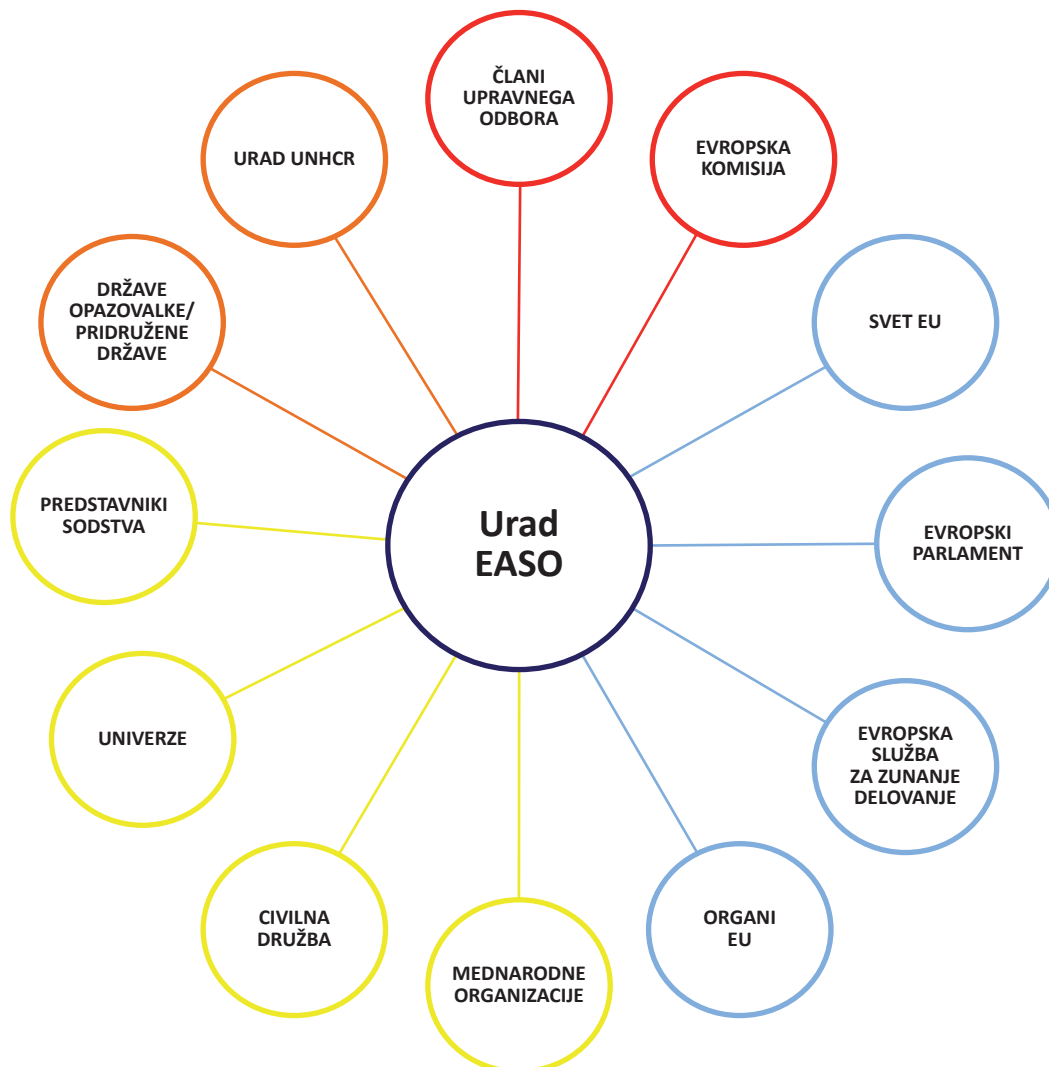 ČLANI
UPRAVNEGA
ODBORA
EVROPSKA
KOMISIJA
URAD UNHCR
DRŽAVE
OPAZOVALKE/
PRIDRUŽENE
DRŽAVE
SVET EU
PREDSTAVNIKI
SODSTVA
Urad
EASO
EVROPSKI
PARLAMENT
UNIVERZE
EVROPSKA
SLUŽBA
ZA ZUNANJE
DELOVANJE
CIVILNA
DRUŽBA
MEDNARODNE
ORGANIZACIJE
ORGANI
EU